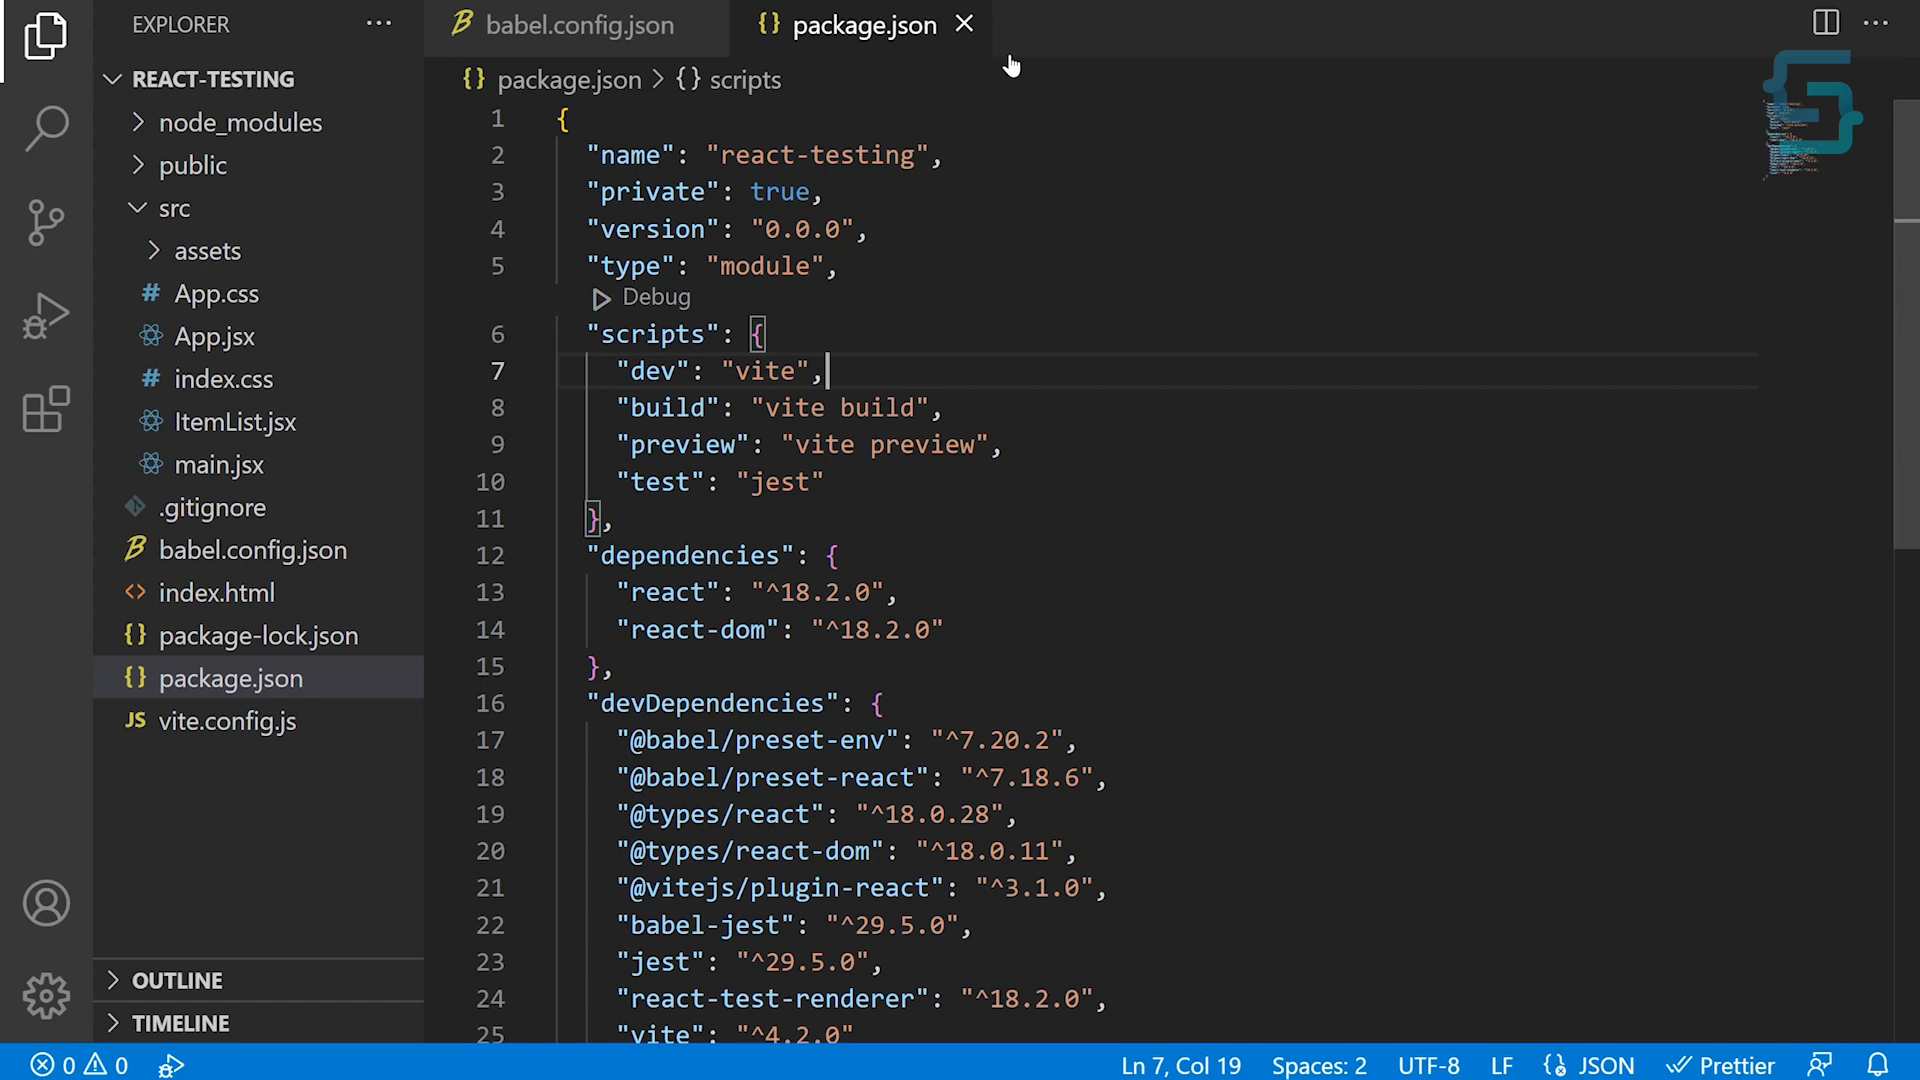 EXPLORER
REACT-TESTING
node_modules
public
src
assets
App.css
App.jsx
index.css
ItemList.jsx
main.jsx
.gitignore
babel.config.json
index.html
package-lock.json
package.json
vite.config.js
OUTLINE
TIMELINE
babel.config.json
package.json
package.json > {} scripts
1 {
2 "name": "react-testing",
3 "private": true,
4 "version": "0.0.0",
5 "type": "module",
Debug
6 "scripts": {
7 "dev": "vite",
8 "build": "vite build",
9 "preview": "vite preview",
10 "test": "jest"
11 },
12 "dependencies": {
13 "react": "^18.2.0",
14 "react-dom": "^18.2.0"
15 },
16 "devDependencies": {
17 "@babel/preset-env": "^7.20.2",
18 "@babel/preset-react": "^7.18.6",
19 "@types/react": "^18.0.28",
20 "@types/react-dom": "^18.0.11",
21 "@vitejs/plugin-react": "^3.1.0",
22 "babel-jest": "^29.5.0",
23 "jest": "^29.5.0",
24 "react-test-renderer": "^18.2.0",
25 "vite": "^4.2.0"
0 0 Ln 7, Col 19 Spaces: 2 UTF-8 LF JSON Prettier